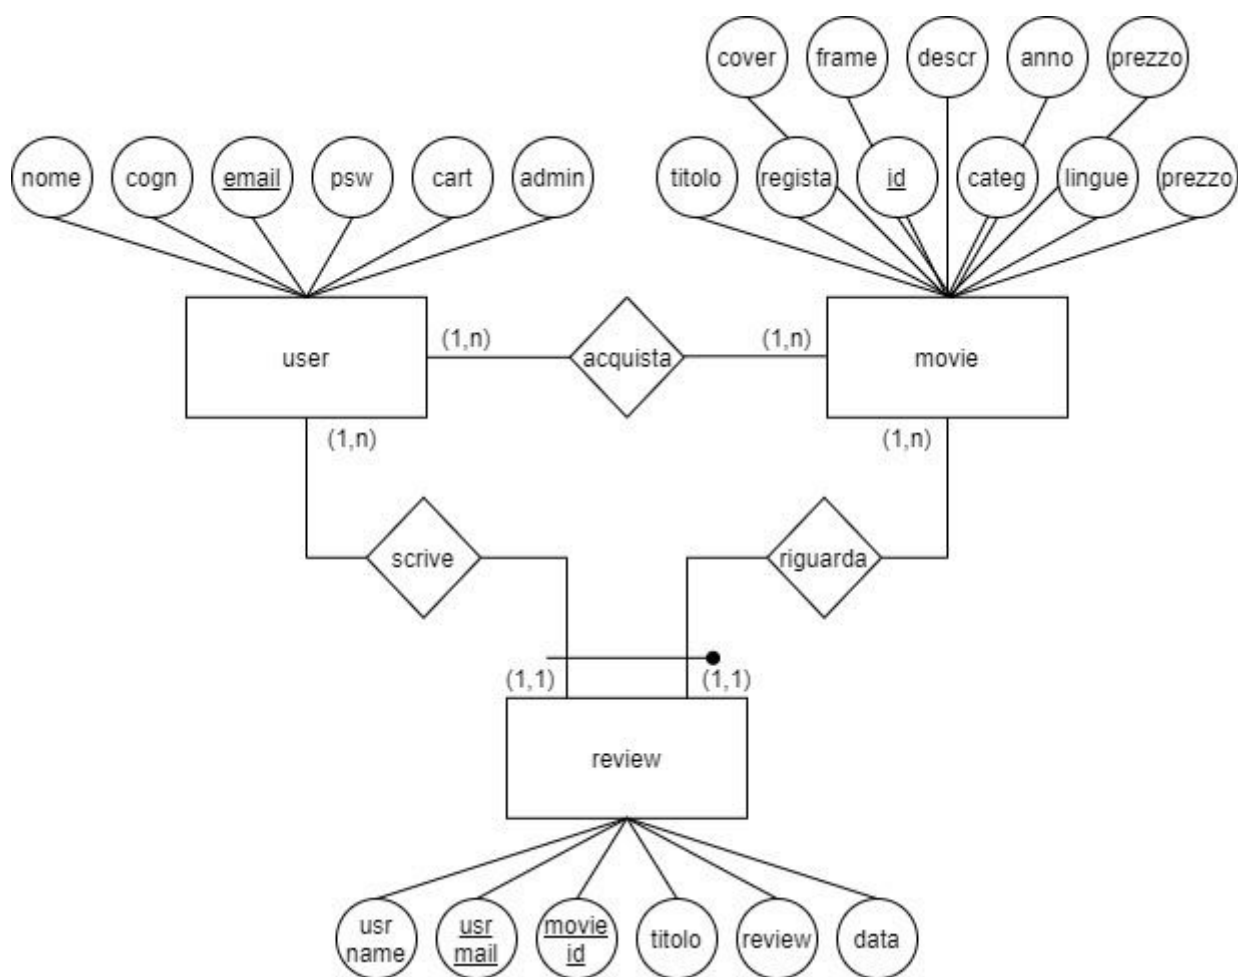 cover frame descr anno prezzo
nome cogn email psw cart admin titolo regista id categ lingue prezzo
(1,n) (1,n)
user acquista movie
(1,n) (1,n)
scrive riguarda
(1,1) (1,1)
review
usr usr movie titolo review data
name mail id